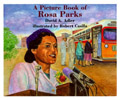 A Picture Book of
Rosa Parks
David A. Adler
illustrated by Robert Casilla